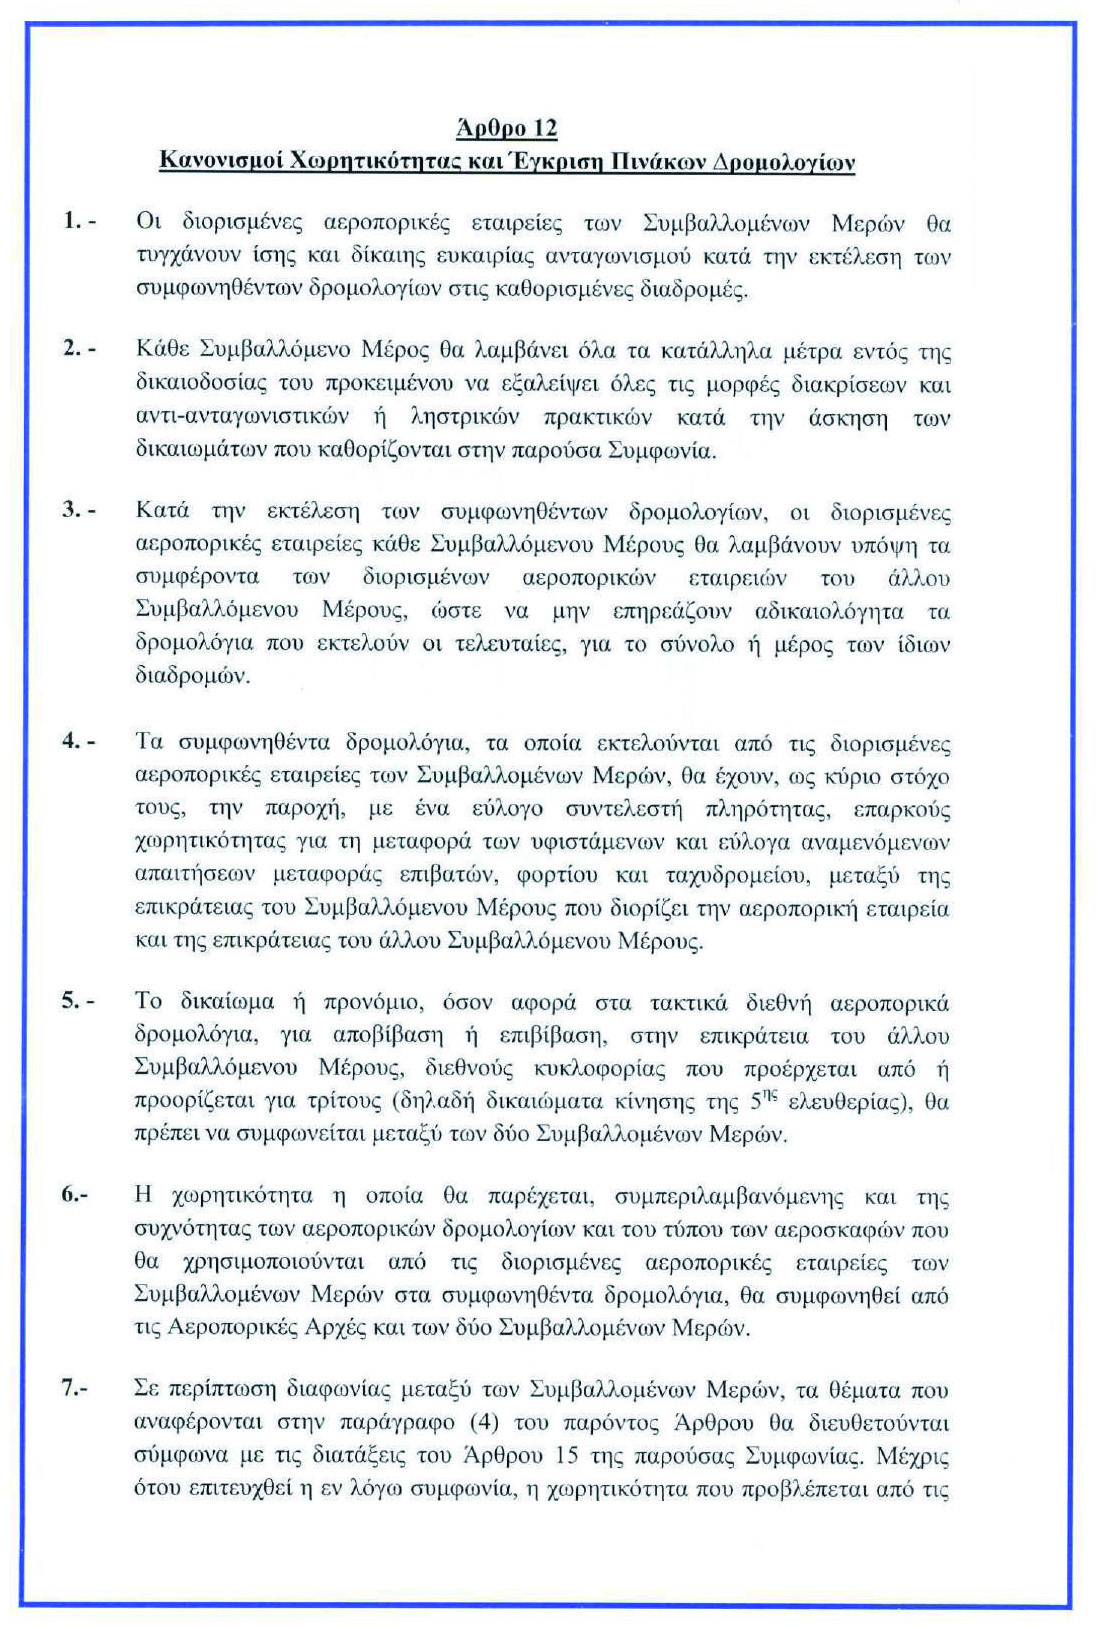 Άρθρο 12
Κανονισμοί Χωρητικότητας και Έγκριση Πινάκων Δρομολογίων
1. - Οι διορισμένες αεροπορικές εταιρείες των Συμβαλλομένων Μερών θα
τυγχάνουν ίσης και δίκαιης ευκαιρίας ανταγωνισμού κατά την εκτέλεση των
συμφωνηθέντων δρομολογίων στις καθορισμένες διαδρομές.
2. - Κάθε Συμβαλλόμενο Μέρος θα λαμβάνει όλα τα κατάλληλα μέτρα εντός της
δικαιοδοσίας του προκειμένου να εξαλείψει όλες τις μορφές διακρίσεων και
αντι-ανταγωνιστικών ή ληστρικών πρακτικών κατά την άσκηση των
δικαιωμάτων που καθορίζονται στην παρούσα Συμφωνία.
3. - Κατά την εκτέλεση των συμφωνηθέντων δρομολογίων, οι διορισμένες
αεροπορικές εταιρείες κάθε Συμβαλλόμενου Μέρους θα λαμβάνουν υπόψη τα
συμφέροντα των διορισμένων αεροπορικών εταιρειών του άλλου
Συμβαλλόμενου Μέρους, ώστε να μην επηρεάζουν αδικαιολόγητα τα
δρομολόγια που εκτελούν οι τελευταίες, για το σύνολο ή μέρος των ίδιων
διαδρομών.
4. - Τα συμφωνηθέντα δρομολόγια, τα οποία εκτελούνται από τις διορισμένες
αεροπορικές εταιρείες των Συμβαλλομένων Μερών, θα έχουν, ως κύριο στόχο
τους, την παροχή, με ένα εύλογο συντελεστή πληρότητας, επαρκούς
χωρητικότητας για τη μεταφορά των υφιστάμενων και εύλογα αναμενόμενων
απαιτήσεων μεταφοράς επιβατών, φορτίου και ταχυδρομείου, μεταξύ της
επικράτειας του Συμβαλλόμενου Μέρους που διορίζει την αεροπορική εταιρεία
και της επικράτειας του άλλου Συμβαλλόμενου Μέρους.
5. - Το δικαίωμα ή προνόμιο, όσον αφορά στα τακτικά διεθνή αεροπορικά
δρομολόγια, για αποβίβαση ή επιβίβαση, στην επικράτεια του άλλου
Συμβαλλόμενου Μέρους, διεθνούς κυκλοφορίας που προέρχεται από ή
προορίζεται για τρίτους (δηλαδή δικαιώματα κίνησης της 5ης ελευθερίας), θα
πρέπει να συμφωνείται μεταξύ των δύο Συμβαλλομένων Μερών.
6.- Η χωρητικότητα η οποία θα παρέχεται, συμπεριλαμβανόμενης και της
συχνότητας των αεροπορικών δρομολογίων και του τύπου των αεροσκαφών που
θα χρησιμοποιούνται από τις διορισμένες αεροπορικές εταιρείες των
Συμβαλλομένων Μερών στα συμφωνηθέντα δρομολόγια, θα συμφωνηθεί από
τις Αεροπορικές Αρχές και των δύο Συμβαλλομένων Μερών.
7.- Σε περίπτωση διαφωνίας μεταξύ των Συμβαλλομένων Μερών, τα θέματα που
αναφέρονται στην παράγραφο (4) του παρόντος Άρθρου θα διευθετούνται
σύμφωνα με τις διατάξεις του Άρθρου 15 της παρούσας Συμφωνίας. Μέχρις
ότου επιτευχθεί η εν λόγω συμφωνία, η χωρητικότητα που προβλέπεται από τις